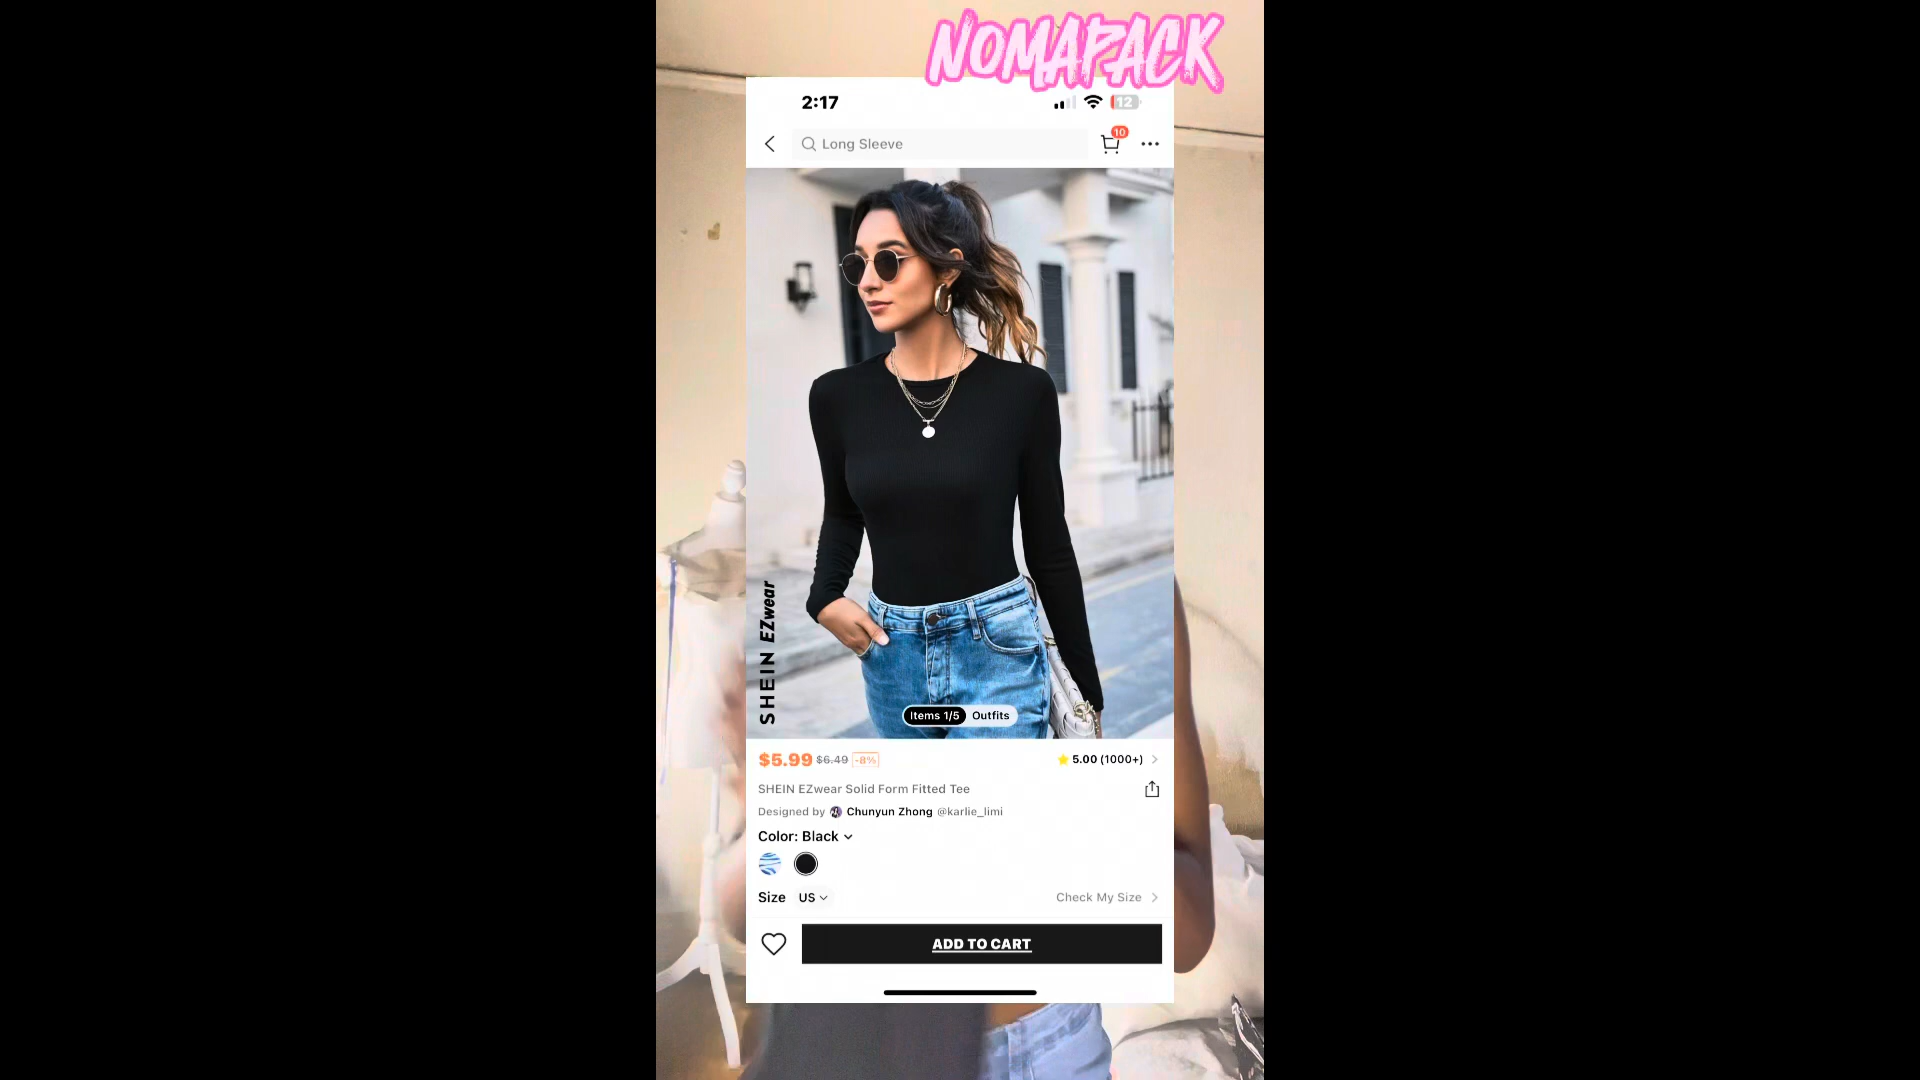 NOMAPACK
2:17
12
10
Long Sleeve
SHEIN EZwear
Items 1/5 Outfits
$5.99 $6.49 -8% 5.00 (1000+)
SHEIN EZwear Solid Form Fitted Tee
Designed by Chunyun Zhong @karlie_limi
Color: Black
Size US Check My Size
ADD TO CART